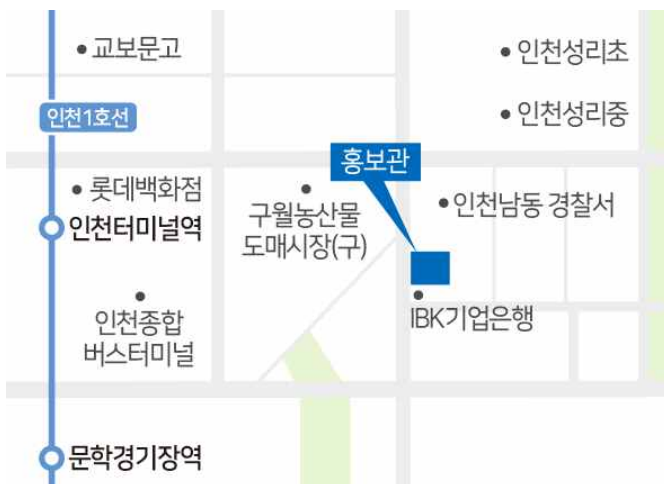 교보문고
인천성리초
인천1호선
인천성리중
홍보관
롯데백화점
구월농산물
도매시장(구)
인천남동 경찰서
인천터미널역
인천종합
버스터미널
IBK기업은행
문학경기장역